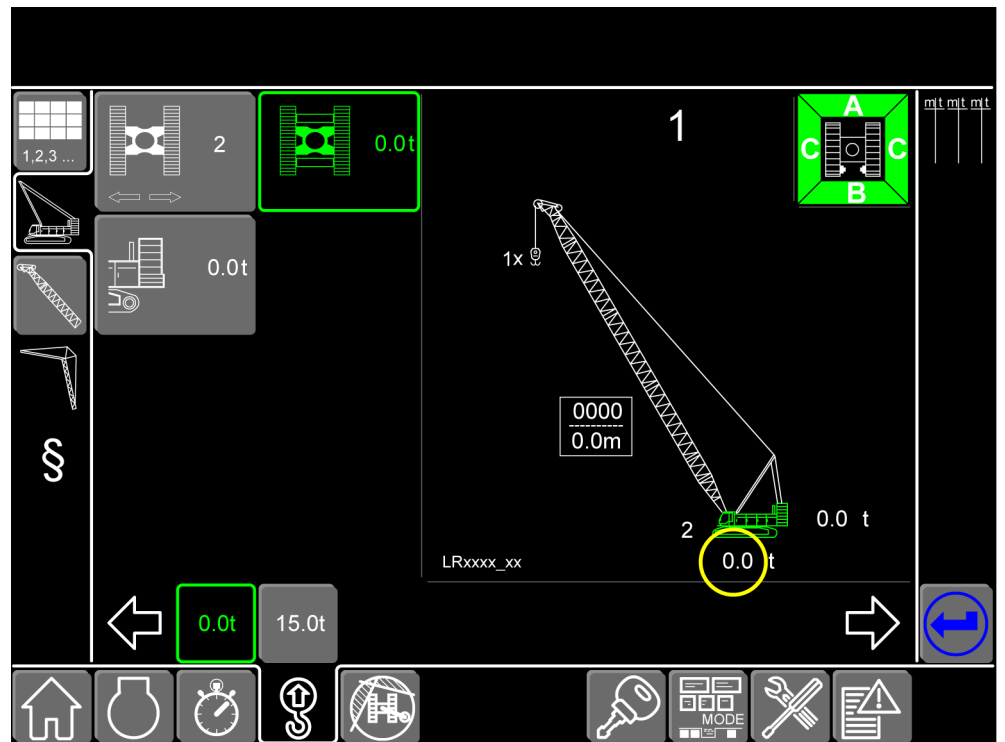 1,2,3 ...
2
0.0t
0.0t
1
A
C
C
B
m|t m|t m|t
1x
0000
0.0m
2
0.0 t
0.0 t
LRxxxx_xx
§
0.0t
15.0t
MODE